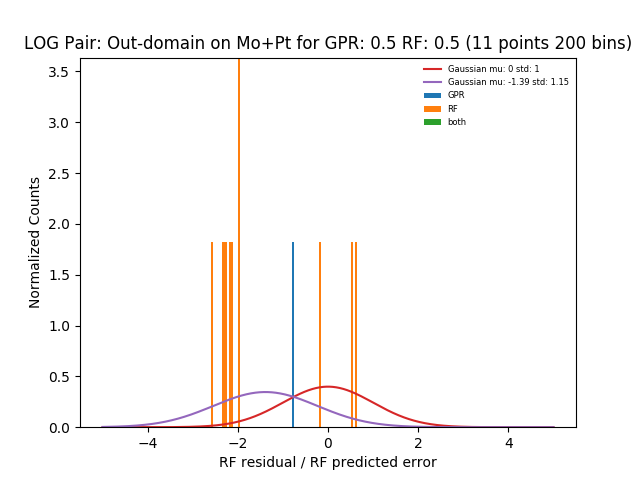 LOG Pair: Out-domain on Mo+Pt for GPR: 0.5 RF: 0.5 (11 points 200 bins)
Gaussian mu: 0 std: 1
Gaussian mu: -1.39 std: 1.15
GPR
RF
both
Normalized Counts
3.5
3.0
2.5
2.0
1.5
1.0
0.5
0.0
−4 −2 0 2 4
RF residual / RF predicted error